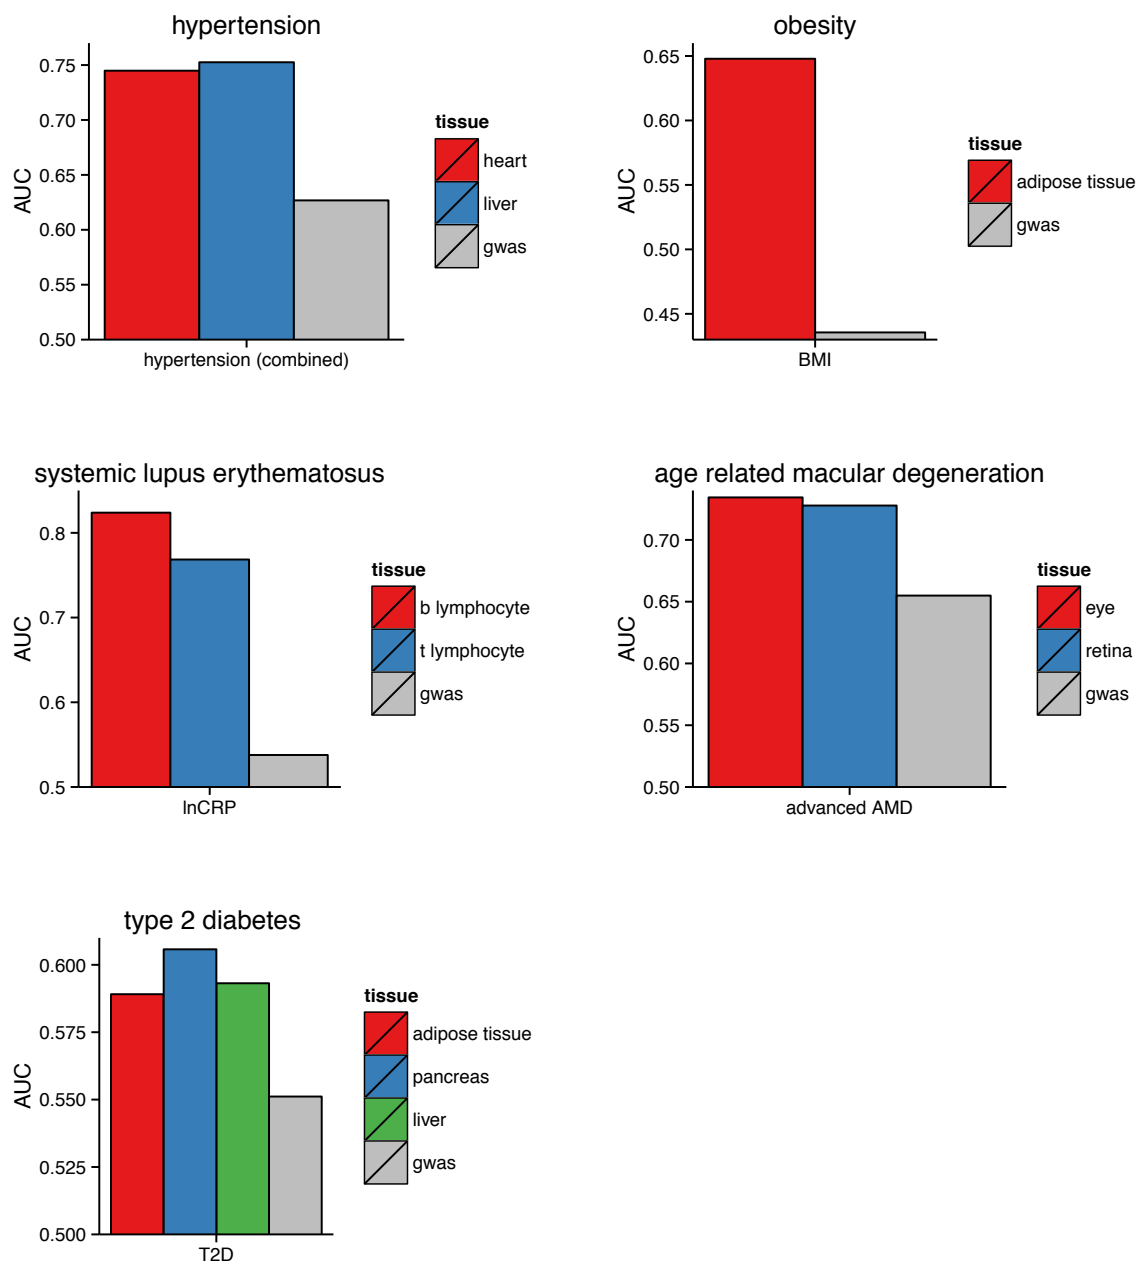 hypertension
AUC
0.75
0.70
0.65
0.60
0.55
0.50
hypertension (combined)
tissue
heart
liver
gwas
obesity
AUC
0.65
0.60
0.55
0.50
0.45
BMI
tissue
adipose tissue
gwas
systemic lupus erythematosus
AUC
0.8
0.7
0.6
0.5
lnCRP
tissue
b lymphocyte
t lymphocyte
gwas
age related macular degeneration
AUC
0.70
0.65
0.60
0.55
0.50
advanced AMD
tissue
eye
retina
gwas
type 2 diabetes
AUC
0.600
0.575
0.550
0.525
0.500
T2D
tissue
adipose tissue
pancreas
liver
gwas